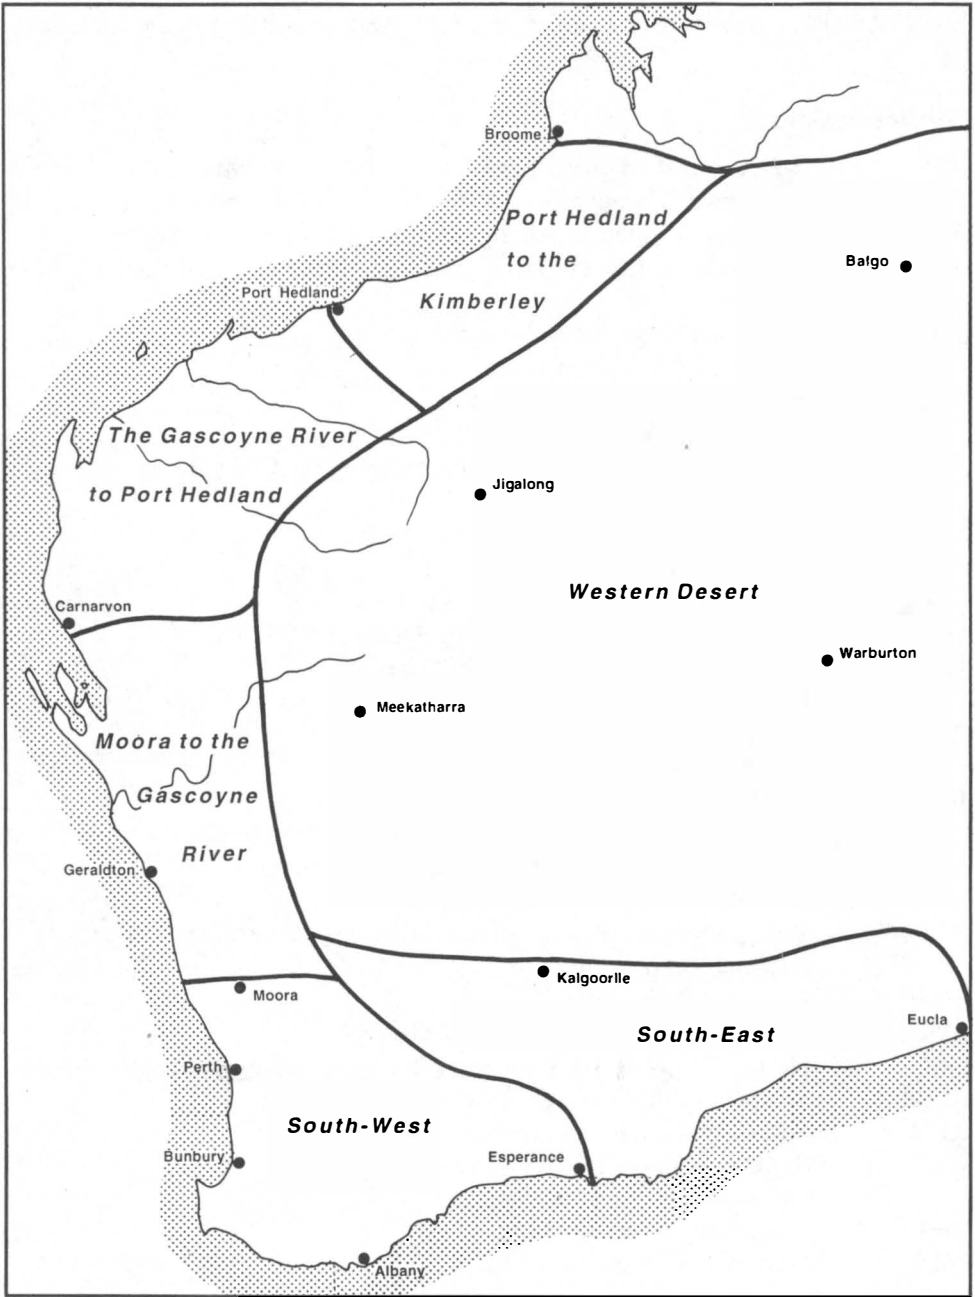 Broome
Port Hedland
to the
Kimberley
Balgo
Port Hedland
The Gascoyne River
to Port Hedland
Jigalong
Western Desert
Carnarvon
Warburton
Meekatharra
Moora to the
Gascoyne
River
Geraldton
Kalgoorlie
Moora
Eucla
South-East
Perth
South-West
Bunbury
Esperance
Albany